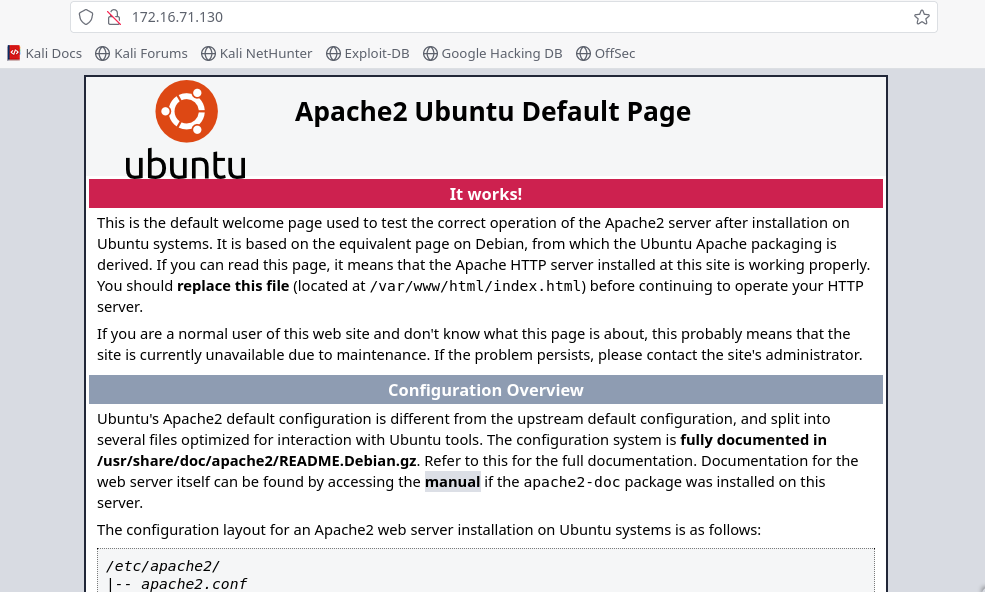 172.16.71.130
Kali Docs Kali Forums Kali NetHunter Exploit-DB Google Hacking DB OffSec
Apache2 Ubuntu Default Page
ubuntu
It works!
This is the default welcome page used to test the correct operation of the Apache2 server after installation on
Ubuntu systems. It is based on the equivalent page on Debian, from which the Ubuntu Apache packaging is
derived. If you can read this page, it means that the Apache HTTP server installed at this site is working properly.
You should replace this file (located at /var/www/html/index.html) before continuing to operate your HTTP
server.
If you are a normal user of this web site and don't know what this page is about, this probably means that the
site is currently unavailable due to maintenance. If the problem persists, please contact the site's administrator.
Configuration Overview
Ubuntu's Apache2 default configuration is different from the upstream default configuration, and split into
several files optimized for interaction with Ubuntu tools. The configuration system is fully documented in
/usr/share/doc/apache2/README.Debian.gz. Refer to this for the full documentation. Documentation for the
web server itself can be found by accessing the manual if the apache2-doc package was installed on this
server.
The configuration layout for an Apache2 web server installation on Ubuntu systems is as follows:
/etc/apache2/
|-- apache2.conf